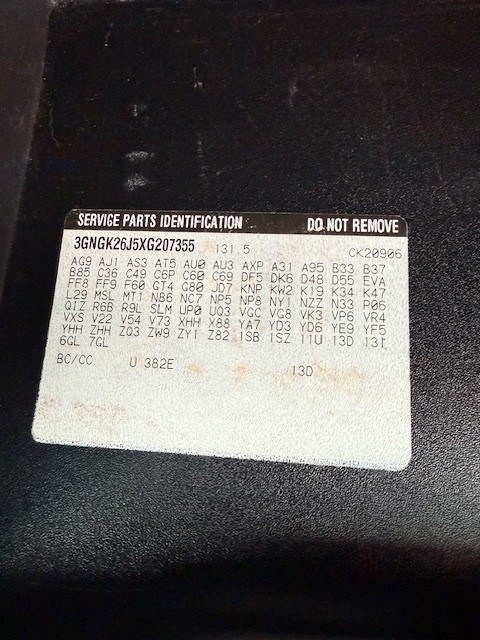 SERVICE PARTS IDENTIFICATION DO NOT REMOVE
3GNGK26J5XG207355 131 5 CK20906
AG9 AJ1 AS3 AT5 AU0 AU3 AXP A31 A95 B33 B37
B85 C36 C49 C6P C60 C69 DF5 DK6 D48 D55 EVA
FF8 FF9 F60 GT4 G80 JD7 KNP KW2 K19 K34 K47
L29 MSL MT1 NB6 NC7 NP5 NP8 NY1 NZZ N33 P06
Q1Z R6B R9L SLM UP0 UQ3 VGC VG8 VK3 VP6 VR4
VXS V22 V54 V73 XHH X88 YA7 YD3 YD6 YE9 YF5
YHH ZHH ZQ3 ZW9 ZY1 Z82 1SB 1SZ 11U 13D 13I
6GL 7GL
BC/CC U 382E 13D